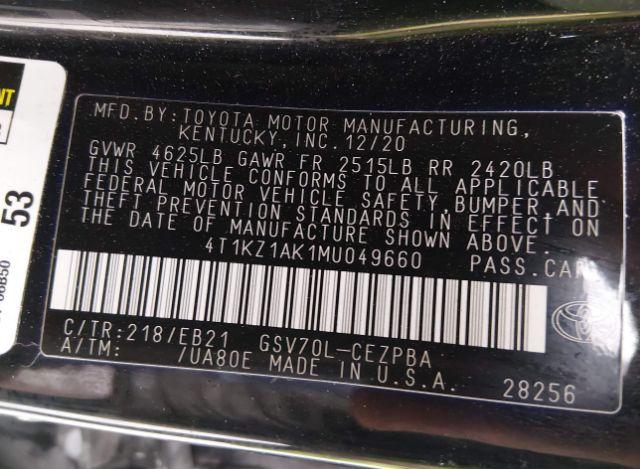 MFD. BY: TOYOTA MOTOR MANUFACTURING,
KENTUCKY, INC. 12/20
GVWR 4625LB GAWR FR 2515LB RR 2420LB
THIS VEHICLE CONFORMS TO ALL APPLICABLE
FEDERAL MOTOR VEHICLE SAFETY, BUMPER, AND
THEFT PREVENTION STANDARDS IN EFFECT ON
THE DATE OF MANUFACTURE SHOWN ABOVE.
4T1KZ1AK1MU049660 PASS. CAR
C/TR: 218/EB21 GSV70L-CEZPBA
A/TM: /UA80E MADE IN U.S.A.
28256
53